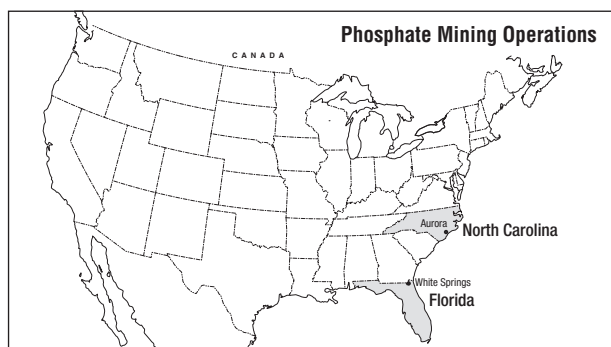 Phosphate Mining Operations
CANADA
Aurora
North Carolina
White Springs
Florida